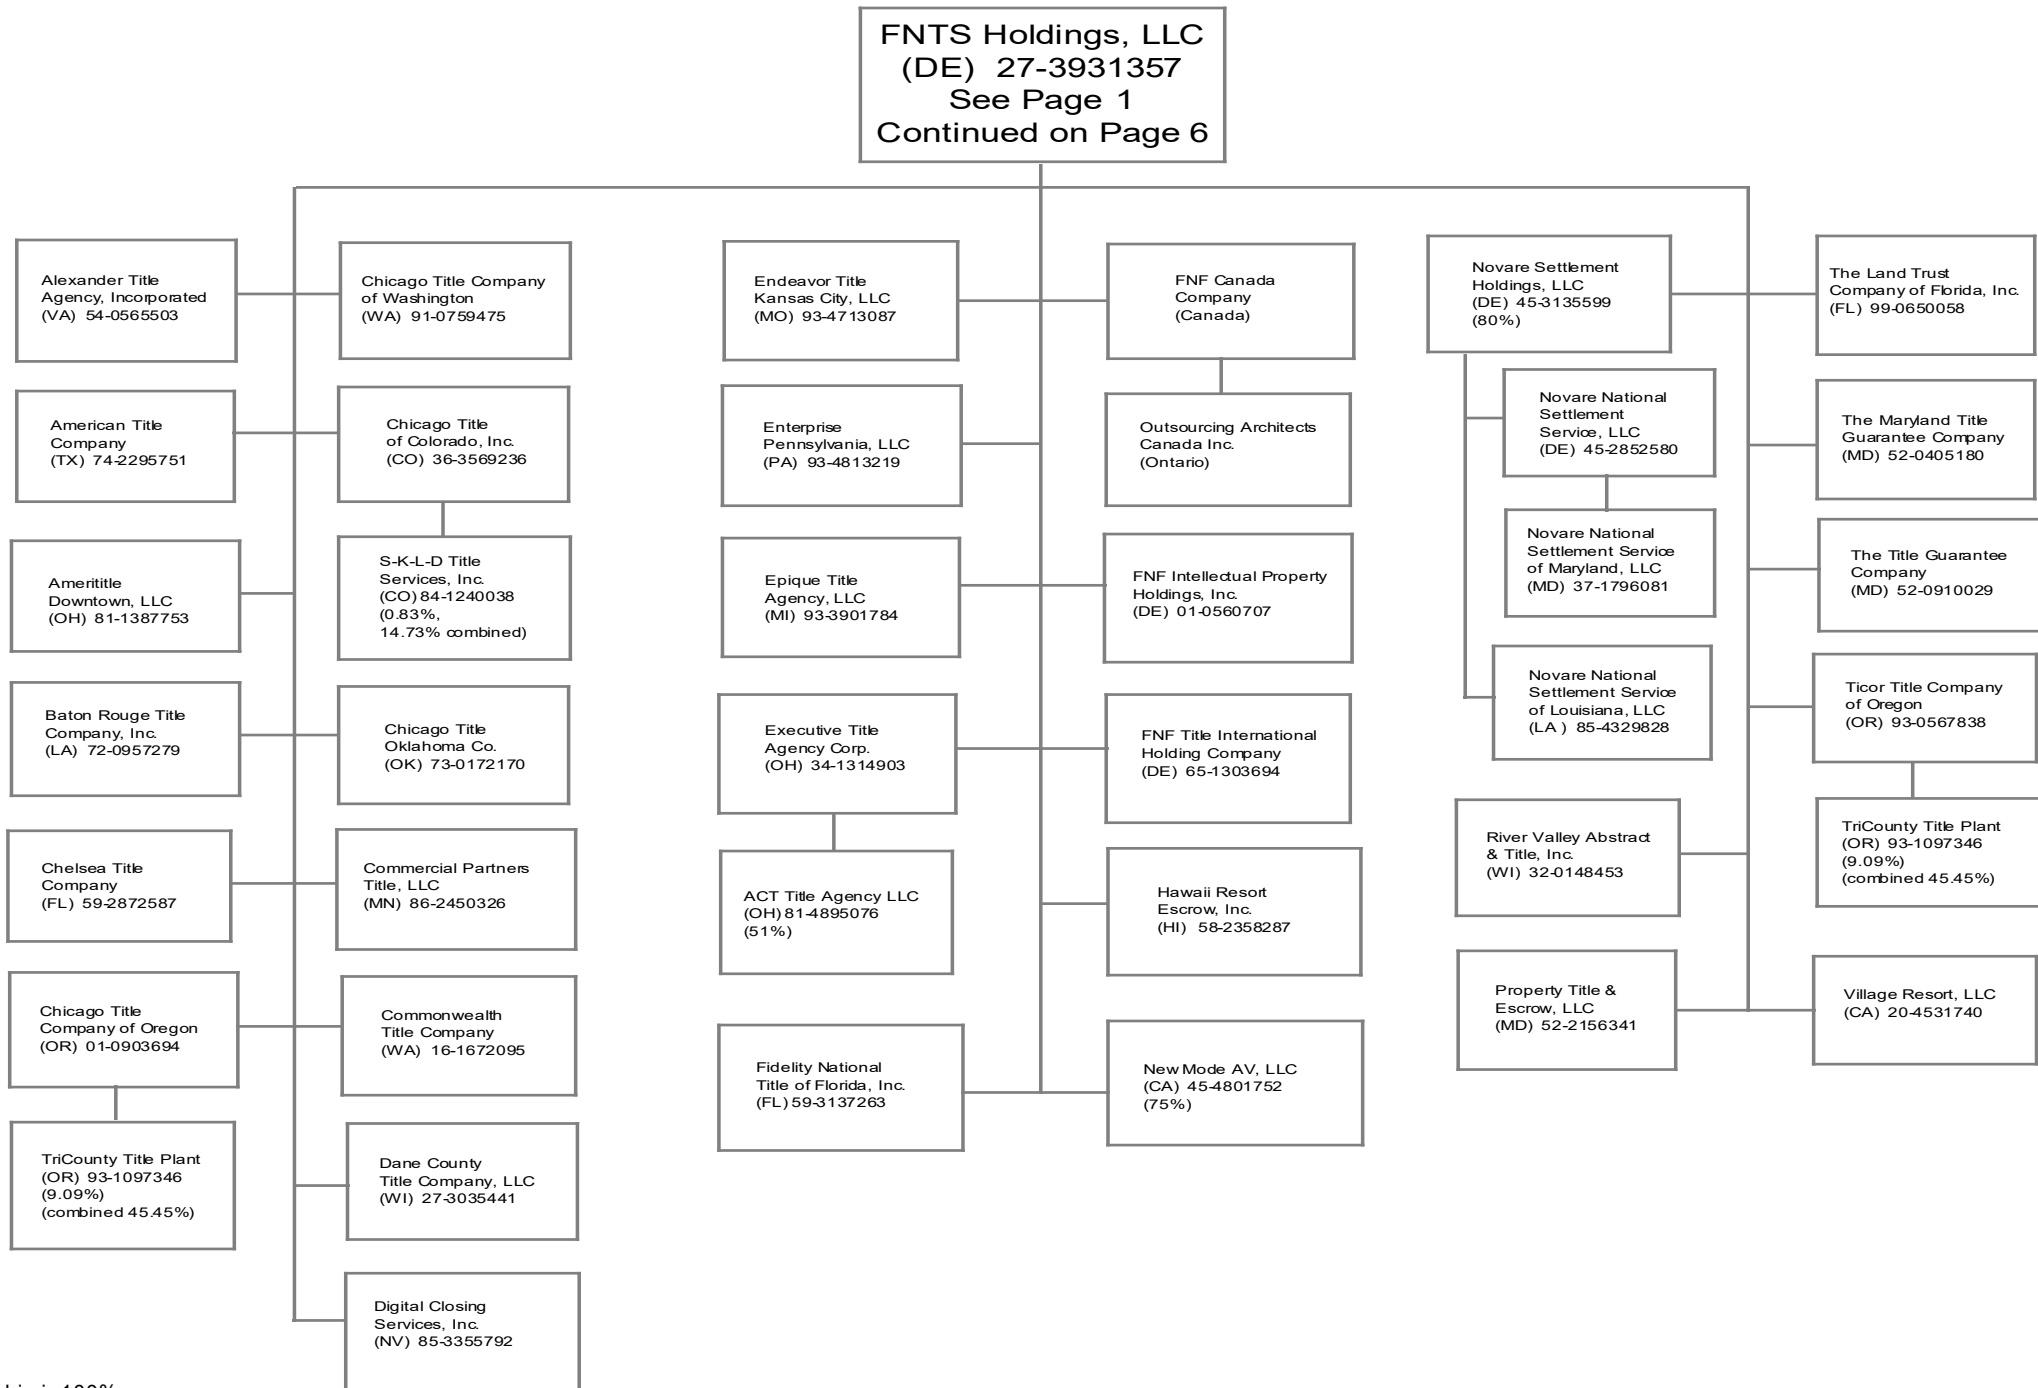 FNTS Holdings, LLC
(DE) 27-3931357
See Page 1
Continued on Page 6
Alexander Title
Agency, Incorporated
(VA) 54-0565503
American Title
Company
(TX) 74-2295751
Amerititle
Downtown, LLC
(OH) 81-1387753
Baton Rouge Title
Company, Inc.
(LA) 72-0957279
Chelsea Title
Company
(FL) 59-2872587
Chicago Title
Company of Oregon
(OR) 01-0903694
TriCounty Title Plant
(OR) 93-1097346
(9.09%)
(combined 45.45%)
Chicago Title Company
of Washington
(WA) 91-0759475
Chicago Title
of Colorado, Inc.
(CO) 36-3569236
S-K-L-D Title
Services, Inc.
(CO) 84-1240038
(0.83%,
14.73% combined)
Chicago Title
Oklahoma Co.
(OK) 73-0172170
Commercial Partners
Title, LLC
(MN) 86-2450326
Commonwealth
Title Company
(WA) 16-1672095
Dane County
Title Company, LLC
(WI) 27-3035441
Digital Closing
Services, Inc.
(NV) 85-3355792
Endeavor Title
Kansas City, LLC
(MO) 93-4713087
Enterprise
Pennsylvania, LLC
(PA) 93-4813219
Epique Title
Agency, LLC
(MI) 93-3901784
Executive Title
Agency Corp.
(OH) 34-1314903
ACT Title Agency LLC
(OH) 81-4895076
(51%)
Fidelity National
Title of Florida, Inc.
(FL) 59-3137263
FNF Canada
Company
(Canada)
Outsourcing Architects
Canada Inc.
(Ontario)
FNF Intellectual Property
Holdings, Inc.
(DE) 01-0560707
FNF Title International
Holding Company
(DE) 65-1303694
Hawaii Resort
Escrow, Inc.
(HI) 58-2358287
New Mode AV, LLC
(CA) 45-4801752
(75%)
Novare Settlement
Holdings, LLC
(DE) 45-3135599
(80%)
Novare National
Settlement
Service, LLC
(DE) 45-2852580
Novare National
Settlement Service
of Maryland, LLC
(MD) 37-1796081
Novare National
Settlement Service
of Louisiana, LLC
(LA ) 85-4329828
River Valley Abstract
& Title, Inc.
(WI) 32-0148453
Property Title &
Escrow, LLC
(MD) 52-2156341
The Land Trust
Company of Florida, Inc.
(FL) 99-0650058
The Maryland Title
Guarantee Company
(MD) 52-0405180
The Title Guarantee
Company
(MD) 52-0910029
Ticor Title Company
of Oregon
(OR) 93-0567838
TriCounty Title Plant
(OR) 93-1097346
(9.09%)
(combined 45.45%)
Village Resort, LLC
(CA) 20-4531740
100%